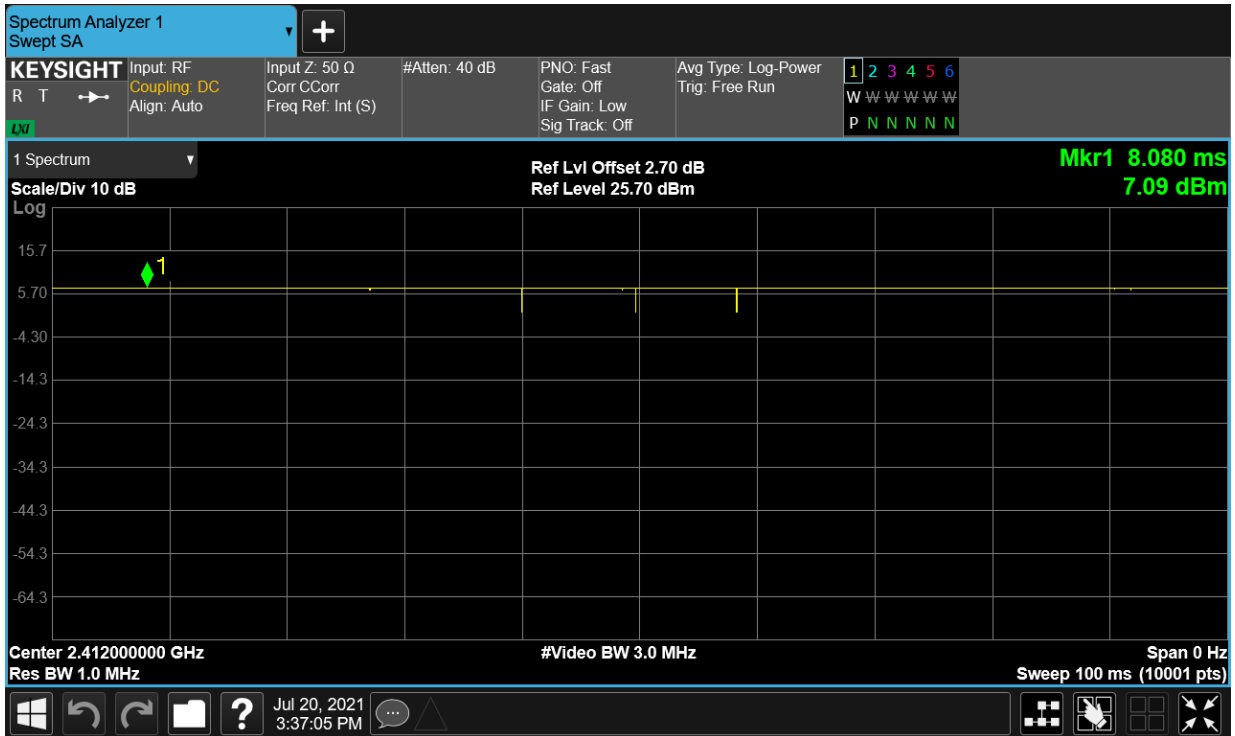 Spectrum Analyzer 1
Swept SA
KEYSIGHT
R T
LXI
Input: RF
Coupling: DC
Align: Auto
Input Z: 50 Ω
Corr CCorr
Freq Ref: Int (S)
#Atten: 40 dB
PNO: Fast
Gate: Off
IF Gain: Low
Sig Track: Off
Avg Type: Log-Power
Trig: Free Run
1 2 3 4 5 6
W W W W W W
P N N N N N
1 Spectrum
Scale/Div 10 dB
Log
Ref Lvl Offset 2.70 dB
Ref Level 25.70 dBm
Mkr1 8.080 ms
7.09 dBm
15.7
1
5.70
-4.30
-14.3
-24.3
-34.3
-44.3
-54.3
-64.3
Center 2.412000000 GHz
Res BW 1.0 MHz
#Video BW 3.0 MHz
Span 0 Hz
Sweep 100 ms (10001 pts)
?
Jul 20, 2021
3:37:05 PM